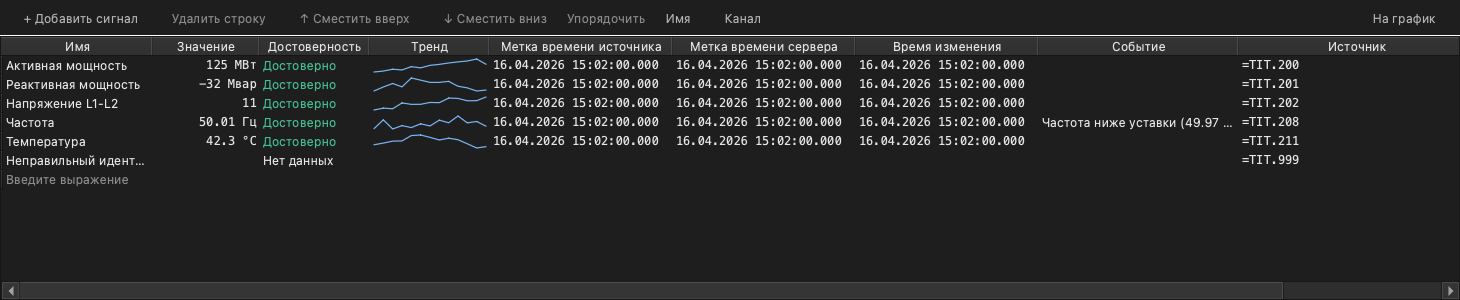 + Добавить сигнал Удалить строку ↑ Сместить вверх ↓ Сместить вниз Упорядочить Имя Канал На график
Имя Значение Достоверность Тренд Метка времени источника Метка времени сервера Время изменения Событие Источник
Активная мощность 125 МВт Достоверно 16.04.2026 15:02:00.000 16.04.2026 15:02:00.000 16.04.2026 15:02:00.000 =TIT.200
Реактивная мощность −32 Мвар Достоверно 16.04.2026 15:02:00.000 16.04.2026 15:02:00.000 16.04.2026 15:02:00.000 =TIT.201
Напряжение L1-L2 11 Достоверно 16.04.2026 15:02:00.000 16.04.2026 15:02:00.000 16.04.2026 15:02:00.000 =TIT.202
Частота 50.01 Гц Достоверно 16.04.2026 15:02:00.000 16.04.2026 15:02:00.000 16.04.2026 15:02:00.000 Частота ниже уставки (49.97 ... =TIT.208
Температура 42.3 °C Достоверно 16.04.2026 15:02:00.000 16.04.2026 15:02:00.000 16.04.2026 15:02:00.000 =TIT.211
Неправильный идент... Нет данных =TIT.999
Введите выражение